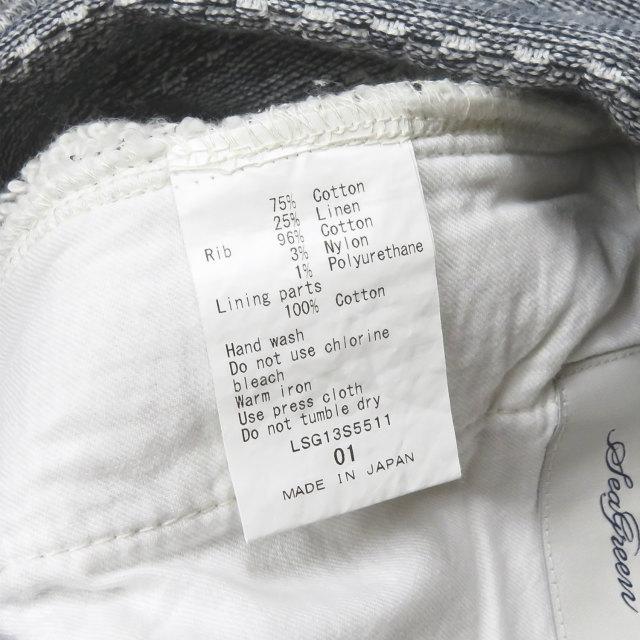 75% Cotton
25% Linen
Rib 96% Cotton
3% Nylon
1% Polyurethane
Lining parts
100% Cotton
Hand wash
Do not use chlorine
bleach
Warm iron
Use press cloth
Do not tumble dry
LSG13S5511
01
MADE IN JAPAN
SeaGreen